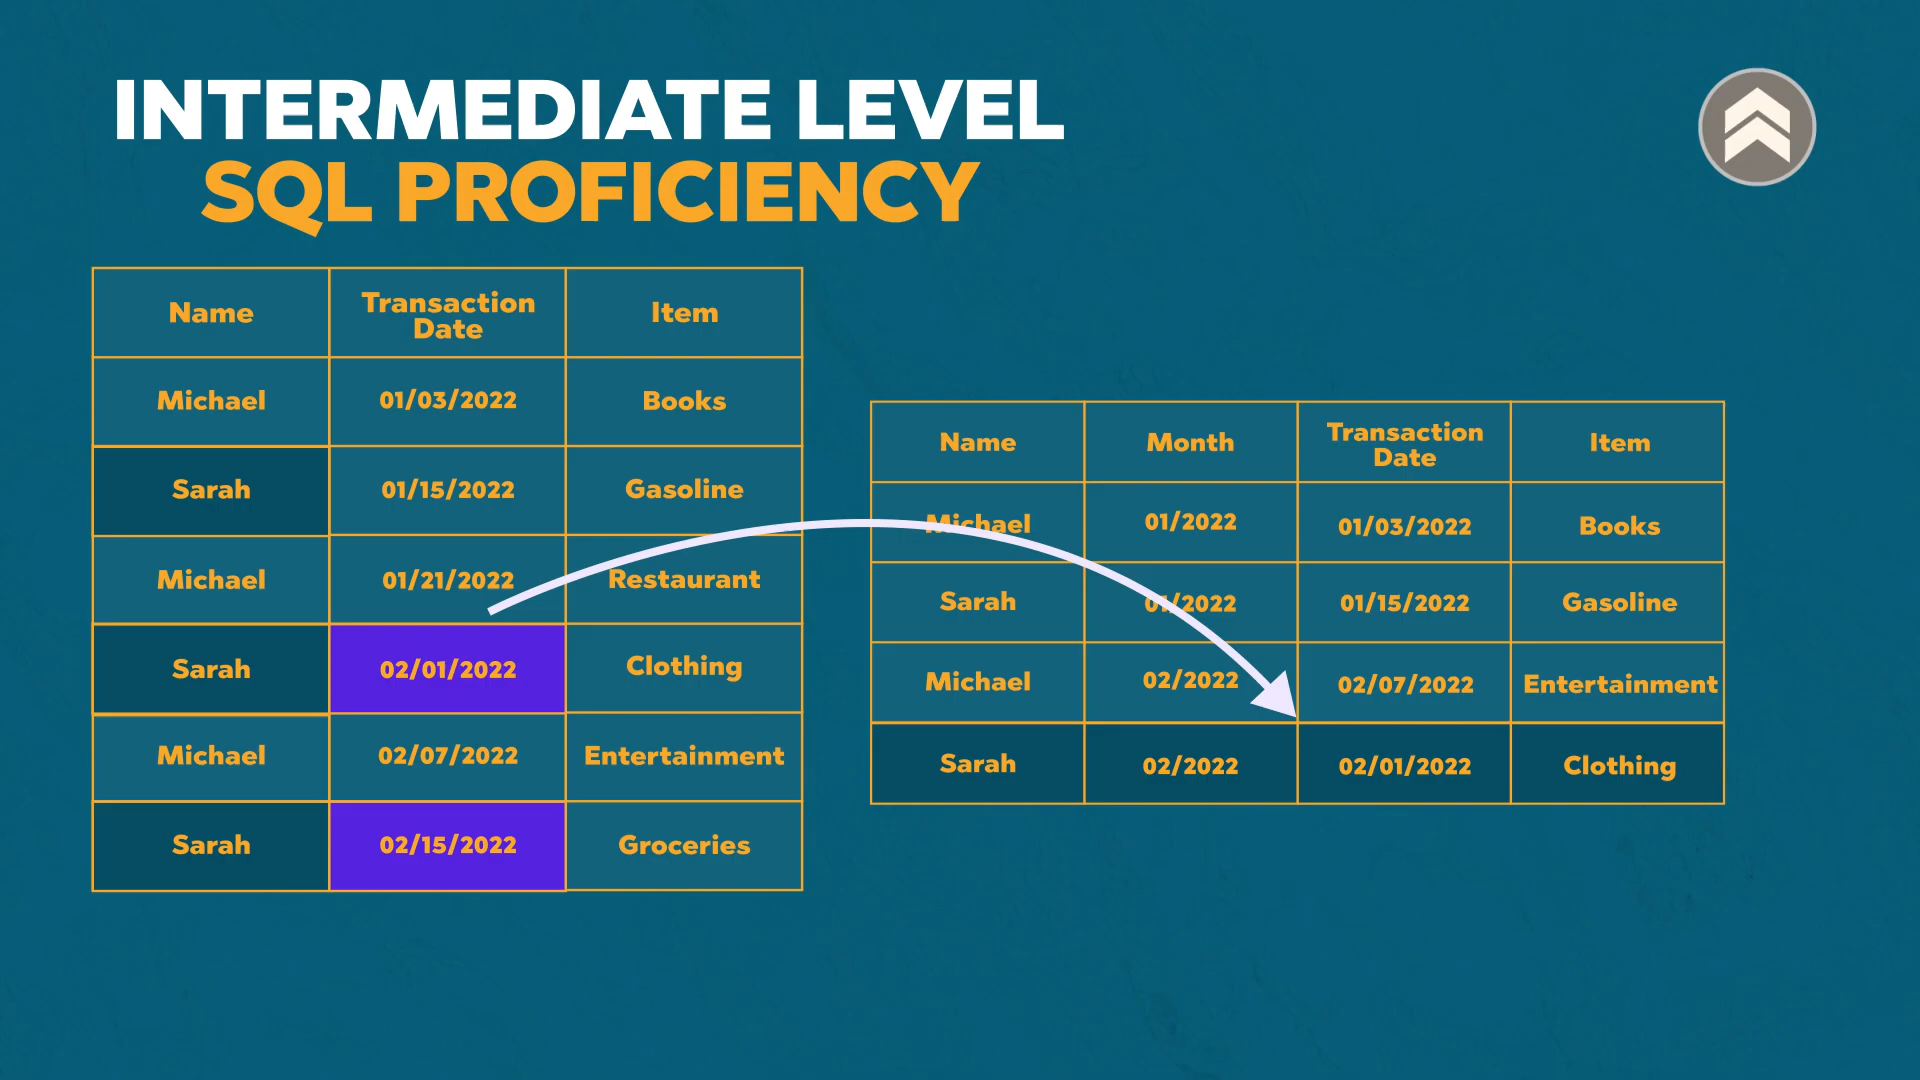 INTERMEDIATE LEVEL
SQL PROFICIENCY
Name Transaction Date Item
Michael 01/03/2022 Books
Sarah 01/15/2022 Gasoline
Michael 01/21/2022 Restaurant
Sarah 02/01/2022 Clothing
Michael 02/07/2022 Entertainment
Sarah 02/15/2022 Groceries
Name Month Transaction Date Item
Michael 01/2022 01/03/2022 Books
Sarah 01/2022 01/15/2022 Gasoline
Michael 02/2022 02/07/2022 Entertainment
Sarah 02/2022 02/01/2022 Clothing